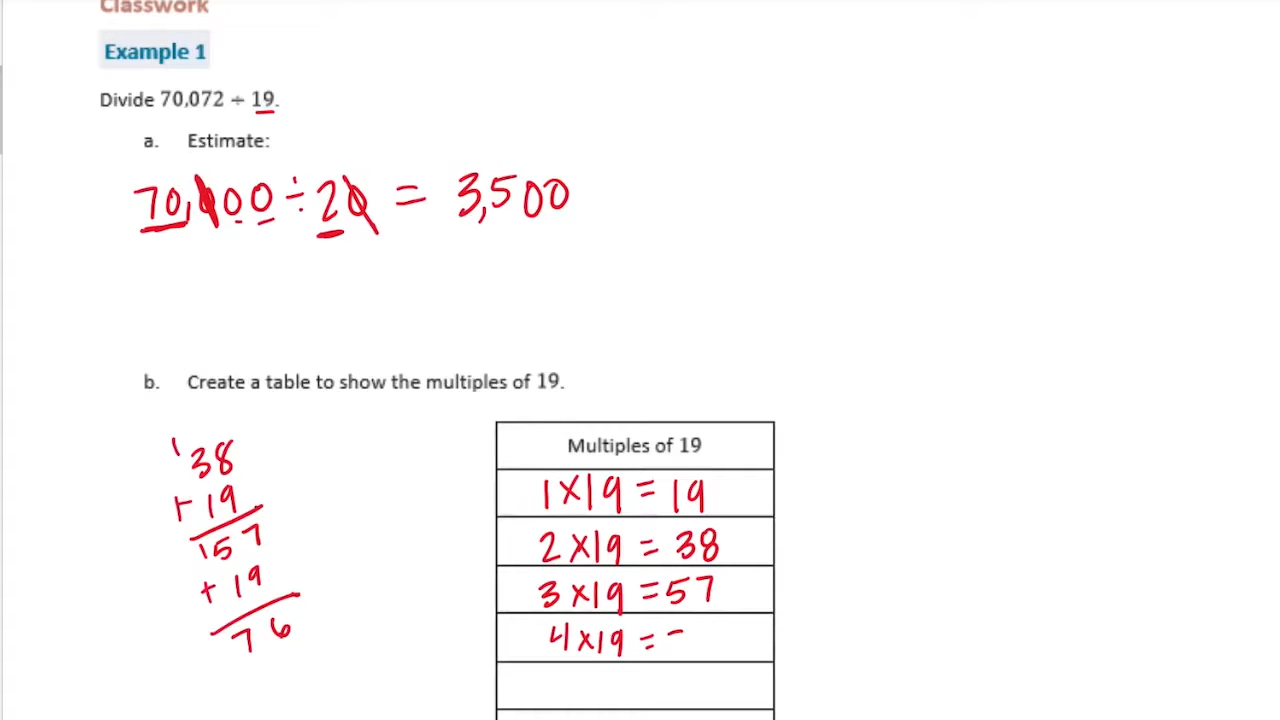 Classwork
Example 1
Divide 70,072 ÷ 19.
a. Estimate:
70,000 ÷ 20 = 3,500
b. Create a table to show the multiples of 19.
1
38
+ 19
157
+ 19
76
Multiples of 19
1 × 19 = 19
2 × 19 = 38
3 × 19 = 57
4 × 19 =